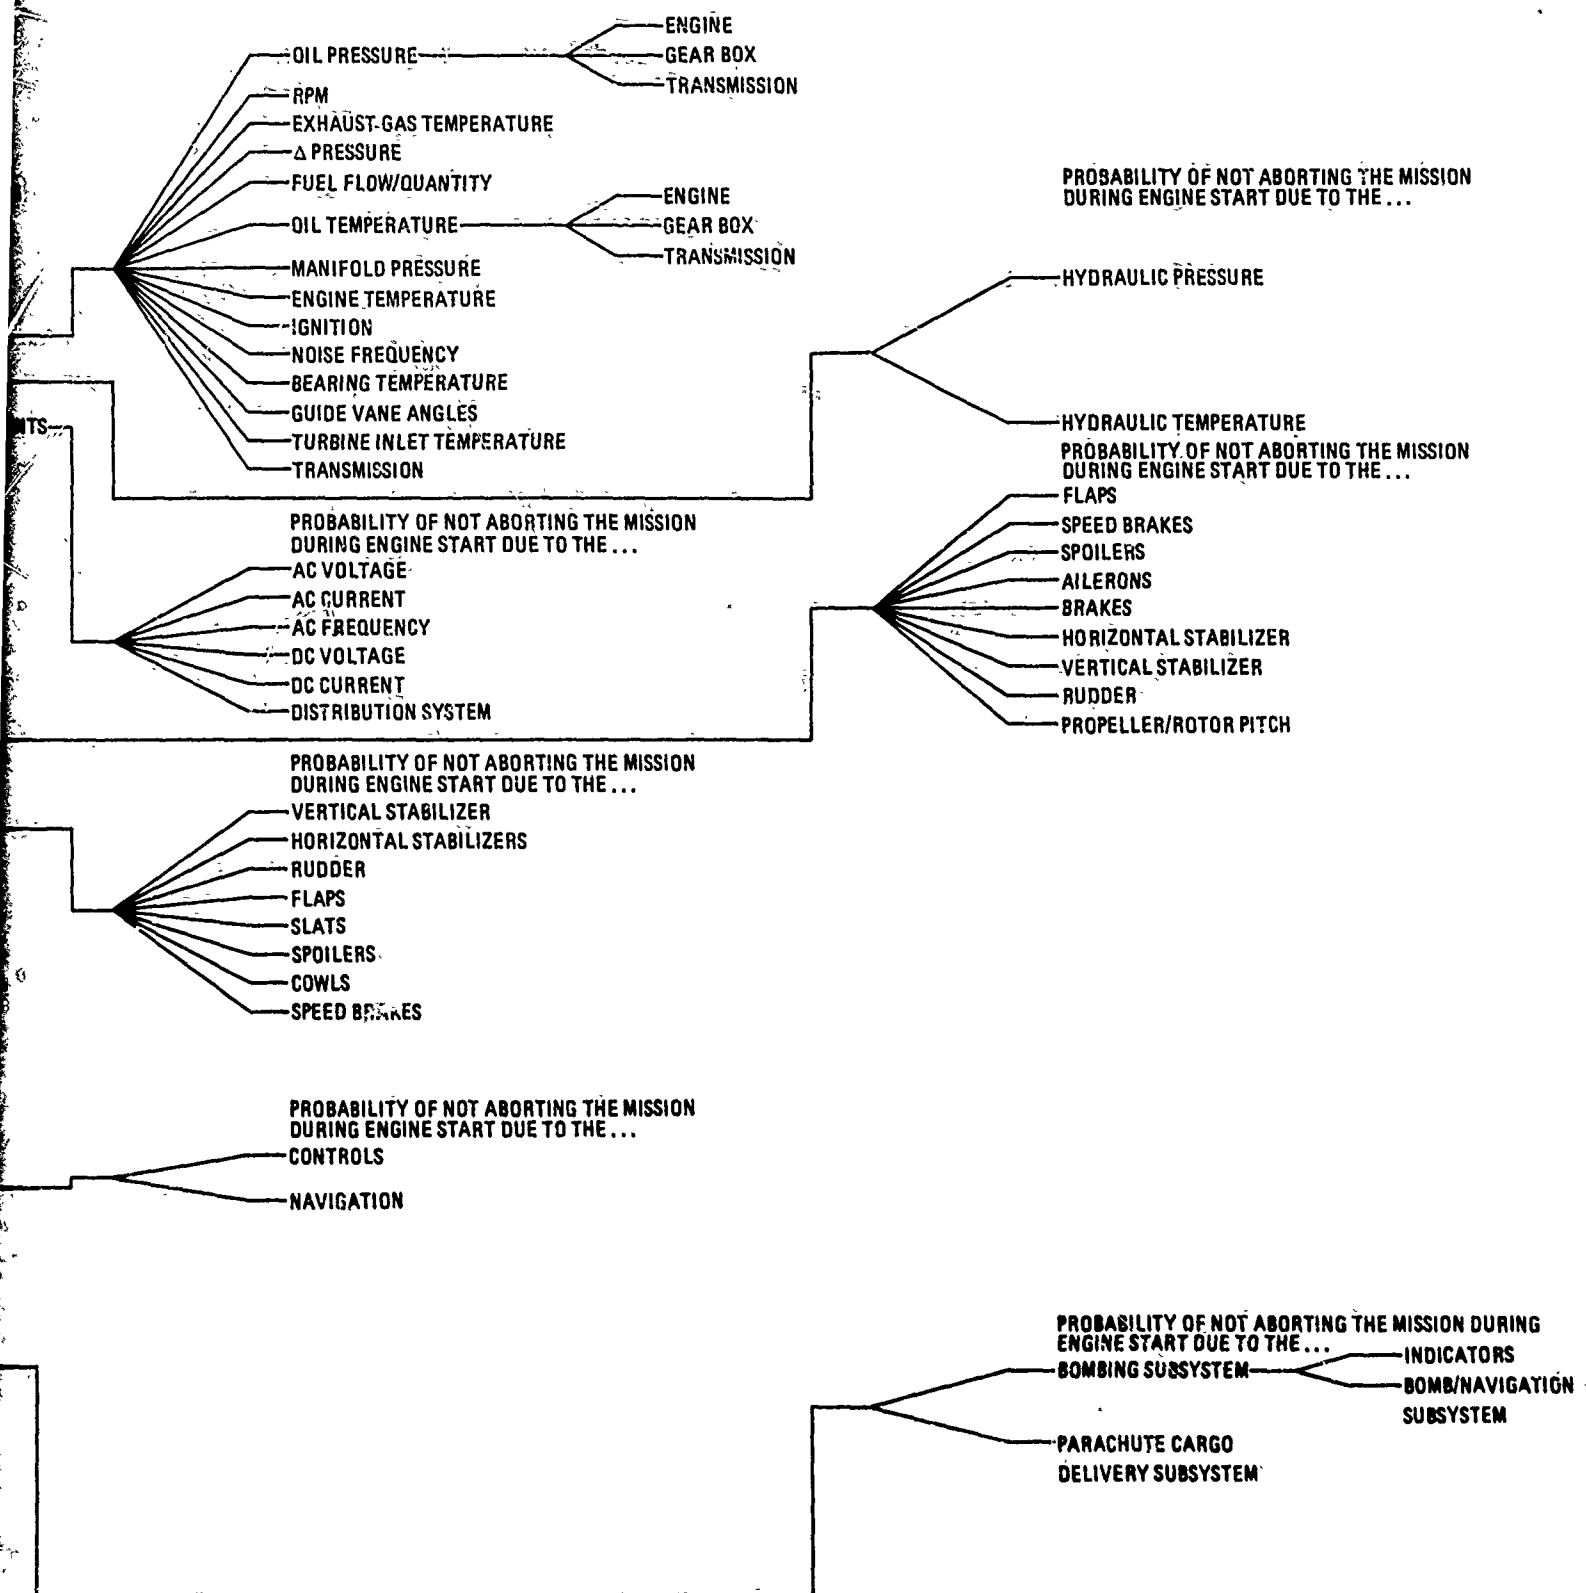 OIL PRESSURE
ENGINE
GEAR BOX
TRANSMISSION
RPM
EXHAUST-GAS TEMPERATURE
Δ PRESSURE
FUEL FLOW/QUANTITY
OIL TEMPERATURE
ENGINE
GEAR BOX
TRANSMISSION
MANIFOLD PRESSURE
ENGINE TEMPERATURE
IGNITION
NOISE FREQUENCY
BEARING TEMPERATURE
GUIDE VANE ANGLES
TURBINE INLET TEMPERATURE
TRANSMISSION
PROBABILITY OF NOT ABORTING THE MISSION
DURING ENGINE START DUE TO THE...
HYDRAULIC PRESSURE
HYDRAULIC TEMPERATURE
PROBABILITY OF NOT ABORTING THE MISSION
DURING ENGINE START DUE TO THE...
FLAPS
SPEED BRAKES
SPOILERS
AILERONS
BRAKES
HORIZONTAL STABILIZER
VERTICAL STABILIZER
RUDDER
PROPELLER/ROTOR PITCH
PROBABILITY OF NOT ABORTING THE MISSION
DURING ENGINE START DUE TO THE...
AC VOLTAGE
AC CURRENT
AC FREQUENCY
DC VOLTAGE
DC CURRENT
DISTRIBUTION SYSTEM
PROBABILITY OF NOT ABORTING THE MISSION
DURING ENGINE START DUE TO THE...
VERTICAL STABILIZER
HORIZONTAL STABILIZERS
RUDDER
FLAPS
SLATS
SPOILERS
COWLS
SPEED BRAKES
PROBABILITY OF NOT ABORTING THE MISSION
DURING ENGINE START DUE TO THE...
CONTROLS
NAVIGATION
PROBABILITY OF NOT ABORTING THE MISSION DURING
ENGINE START DUE TO THE...
BOMBING SUBSYSTEM
INDICATORS
BOMB/NAVIGATION
SUBSYSTEM
PARACHUTE CARGO
DELIVERY SUBSYSTEM